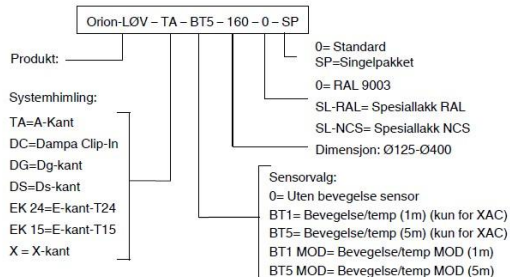 Orion-LØV – TA – BT5 – 160 – 0 – SP
Produkt:
0= Standard
SP=Singelpakket
0= RAL 9003
SL-RAL= Spesiallakk RAL
SL-NCS= Spesiallakk NCS
Dimensjon: Ø125-Ø400
Systemhimling:
TA=A-Kant
DC=Dampa Clip-In
DG=Dg-kant
DS=Ds-kant
EK 24=E-kant-T24
EK 15=E-kant-T15
X = X-kant
Sensorvalg:
0= Uten bevegelse sensor
BT1= Bevegelse/temp (1m) (kun for XAC)
BT5= Bevegelse/temp (5m) (kun for XAC)
BT1 MOD= Bevegelse/temp MOD (1m)
BT5 MOD= Bevegelse/temp MOD (5m)